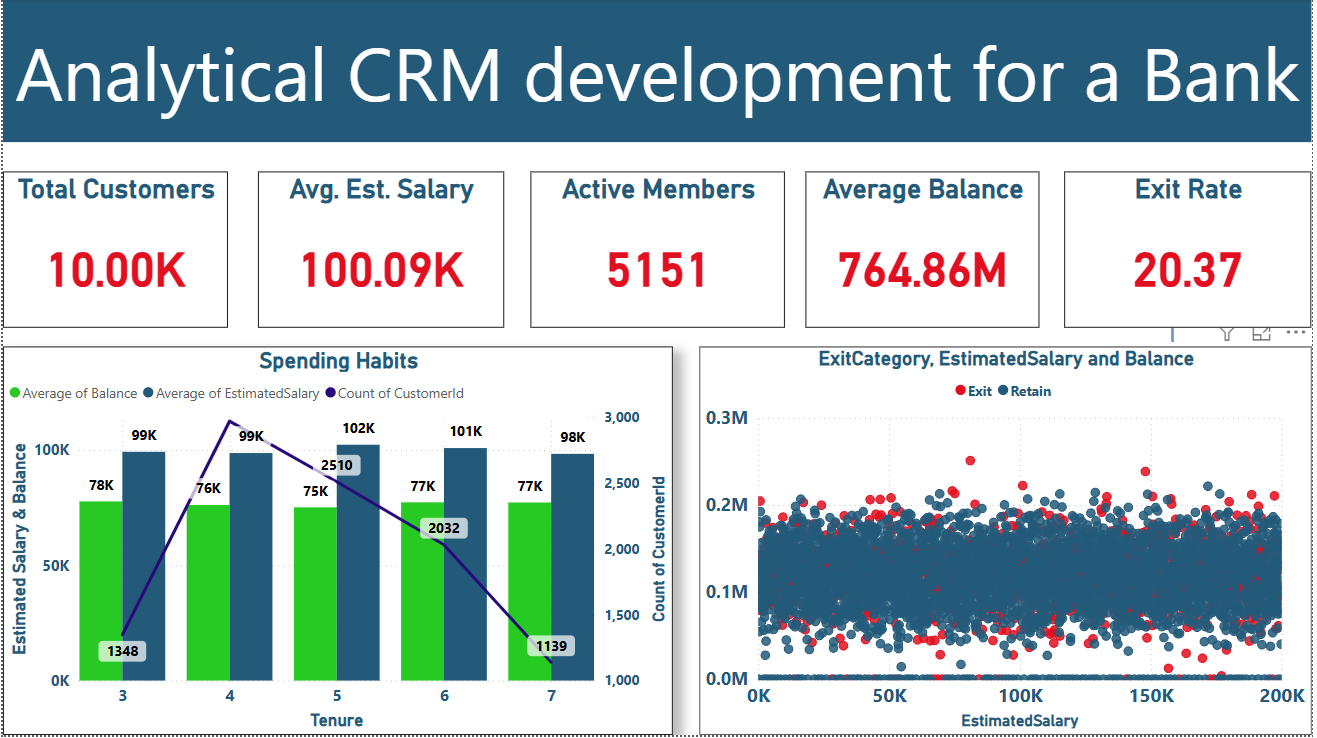 Analytical CRM development for a Bank
Total Customers
10.00K
Avg. Est. Salary
100.09K
Active Members
5151
Average Balance
764.86M
Exit Rate
20.37
Spending Habits
Average of Balance Average of EstimatedSalary Count of CustomerId
Estimated Salary & Balance
100K
50K
0K
78K
99K
76K
99K
75K
102K
77K
101K
77K
98K
1348
2510
2032
1139
3,000
2,500
2,000
1,500
1,000
Count of CustomerId
3 4 5 6 7
Tenure
ExitCategory, EstimatedSalary and Balance
Exit Retain
0.3M
0.2M
0.1M
0.0M
0K 50K 100K 150K 200K
EstimatedSalary